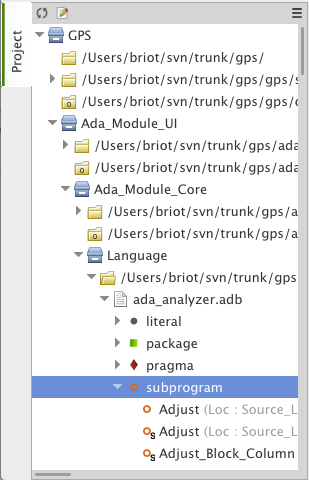 Project
GPS
/Users/briot/svn/trunk/gps/
/Users/briot/svn/trunk/gps/gps/s
/Users/briot/svn/trunk/gps/gps/c
Ada_Module_UI
/Users/briot/svn/trunk/gps/ada
/Users/briot/svn/trunk/gps/ada
Ada_Module_Core
/Users/briot/svn/trunk/gps/a
/Users/briot/svn/trunk/gps/a
Language
/Users/briot/svn/trunk/gps
ada_analyzer.adb
literal
package
pragma
subprogram
Adjust (Loc : Source_L
Adjust (Loc : Source_L
Adjust_Block_Column